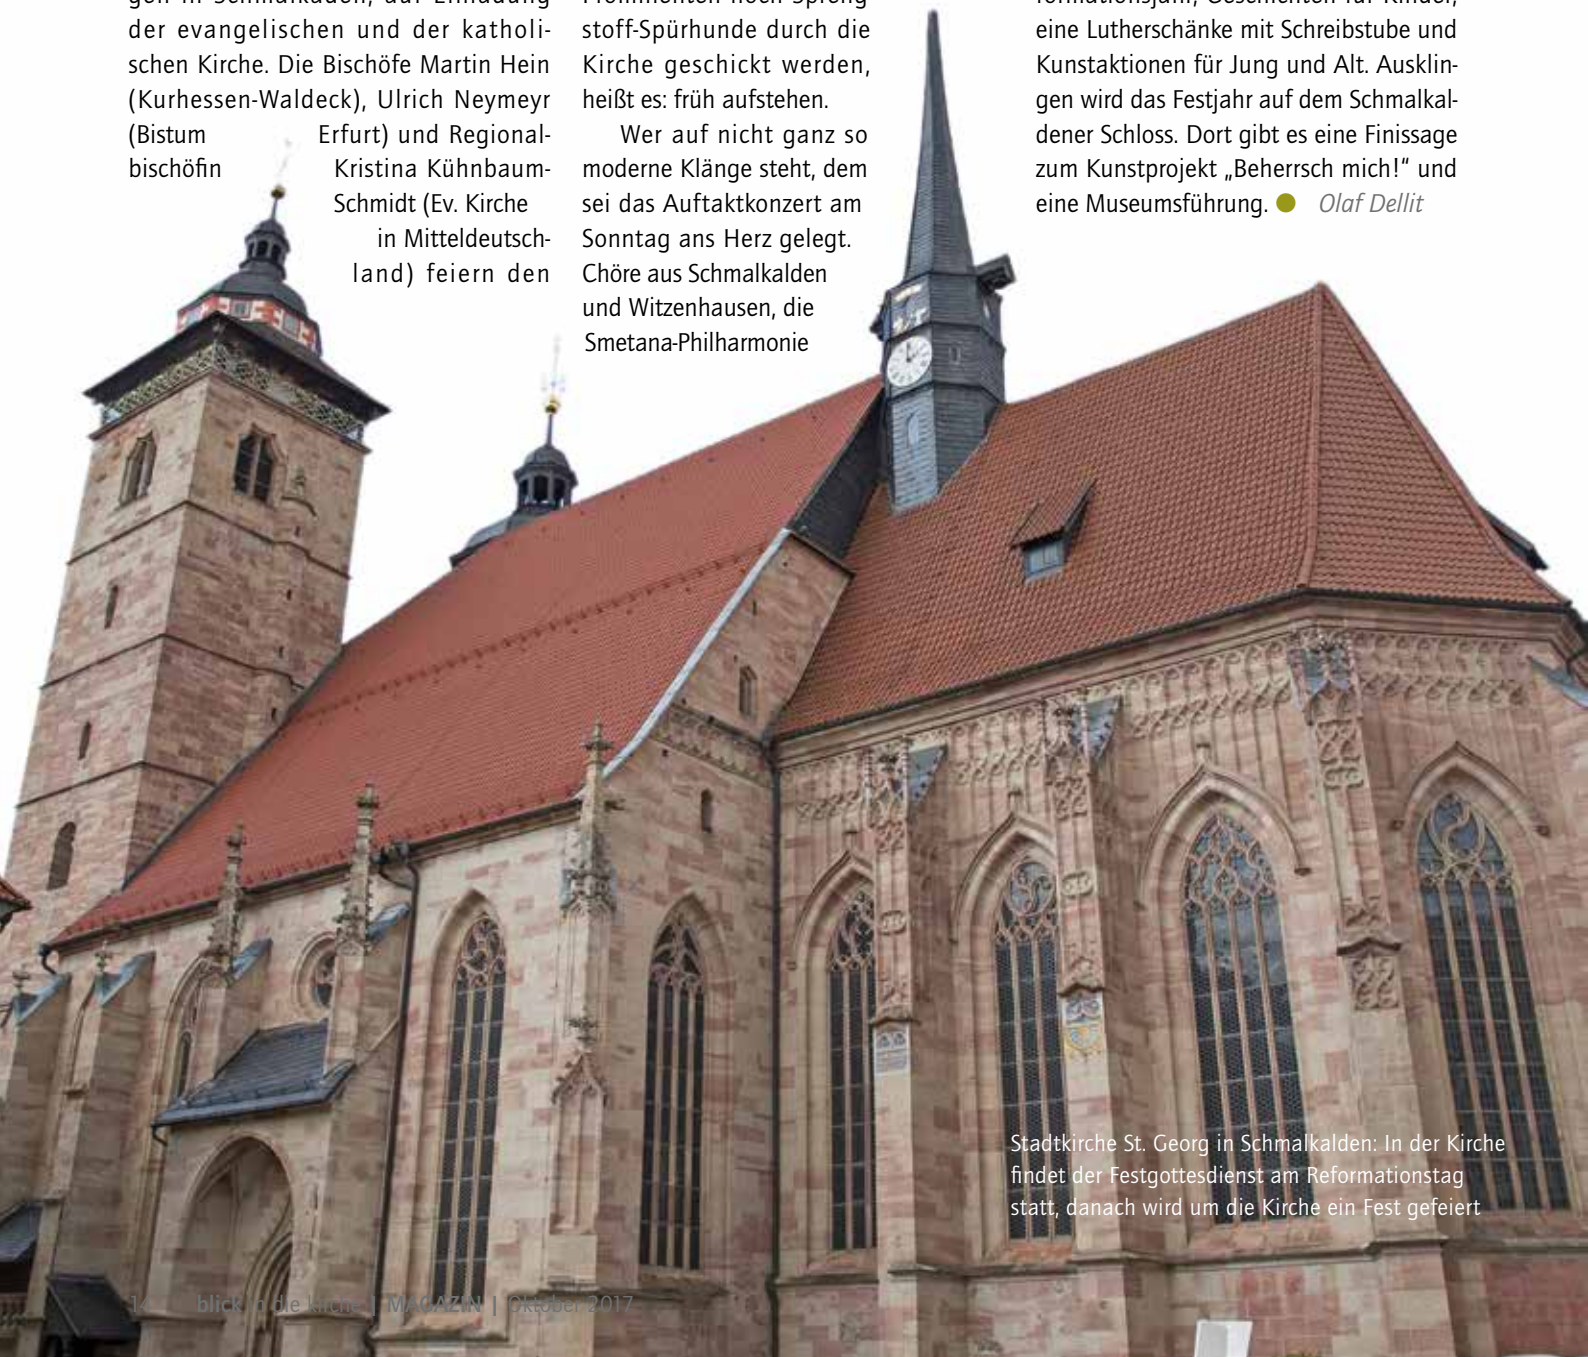 der evangelischen und der katholi-
schen Kirche. Die Bischöfe Martin Hein
(Kurhessen-Waldeck), Ulrich Neymeyr
(Bistum Erfurt) und Regional-
bischöfin Kristina Kühnbaum-
Schmidt (Ev. Kirche
in Mitteldeutsch-
land) feiern den
stoff-Spürhunde durch die
Kirche geschickt werden,
heißt es: früh aufstehen.
Wer auf nicht ganz so
moderne Klänge steht, dem
sei das Auftaktkonzert am
Sonntag ans Herz gelegt.
Chöre aus Schmalkalden
und Witzenhausen, die
Smetana-Philharmonie
eine Lutherschänke mit Schreibstube und
Kunstaktionen für Jung und Alt. Ausklin-
gen wird das Festjahr auf dem Schmalkal-
dener Schloss. Dort gibt es eine Finissage
zum Kunstprojekt „Beherrsch mich!“ und
eine Museumsführung. Olaf Dellit
Stadtkirche St. Georg in Schmalkalden: In der Kirche
findet der Festgottesdienst am Reformationstag
statt, danach wird um die Kirche ein Fest gefeiert
14 blick in die kirche | MAGAZIN | Oktober 2017